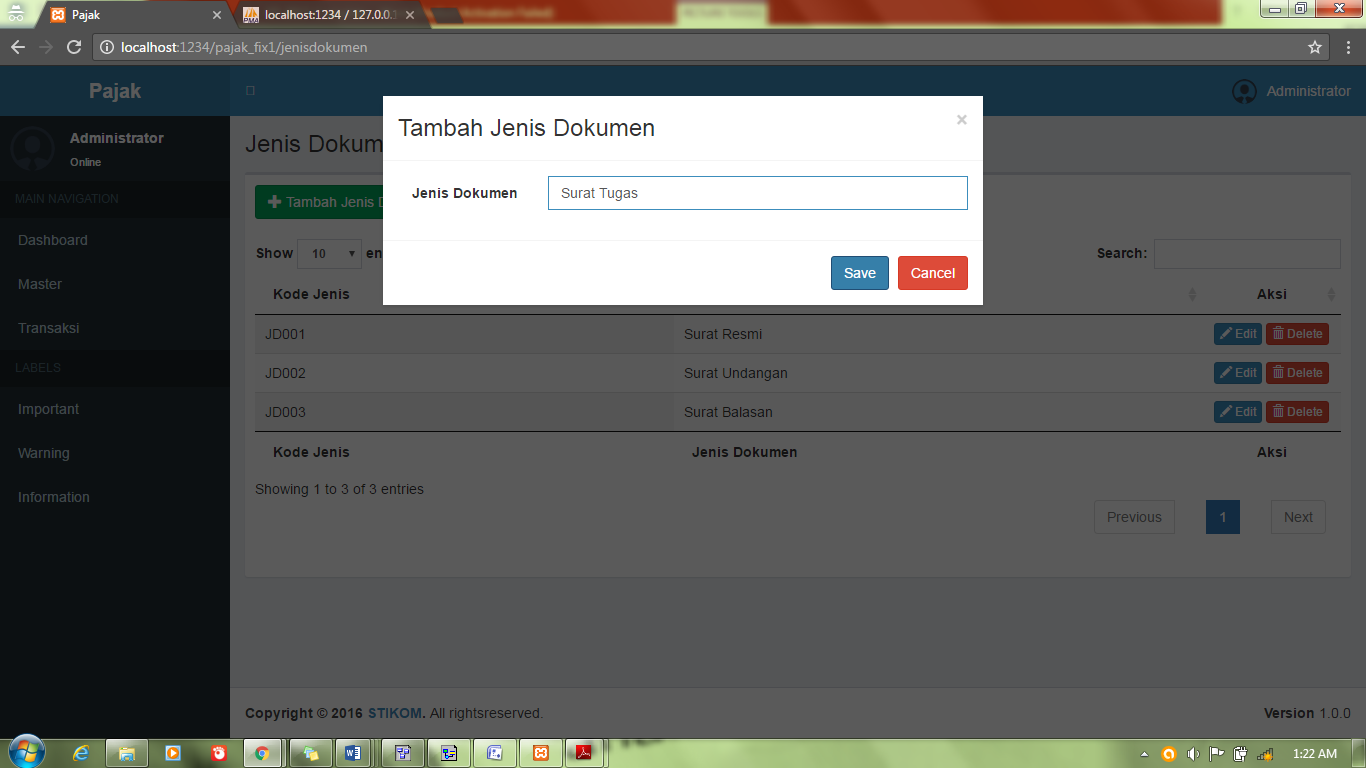 Pajak
localhost:1234 / 127.0.0.1
localhost:1234/pajak_fix1/jenisdokumen
Pajak
Administrator
Administrator
Online
MAIN NAVIGATION
Dashboard
Master
Transaksi
LABELS
Important
Warning
Information
Jenis Dokum
Tambah Jenis D
Show 10 en
Search:
Tambah Jenis Dokumen
×
Jenis Dokumen Surat Tugas
Save Cancel
Kode Jenis Aksi
JD001 Surat Resmi Edit Delete
JD002 Surat Undangan Edit Delete
JD003 Surat Balasan Edit Delete
Kode Jenis Jenis Dokumen Aksi
Showing 1 to 3 of 3 entries
Previous 1 Next
Copyright © 2016 STIKOM. All rightsreserved.
Version 1.0.0
1:22 AM